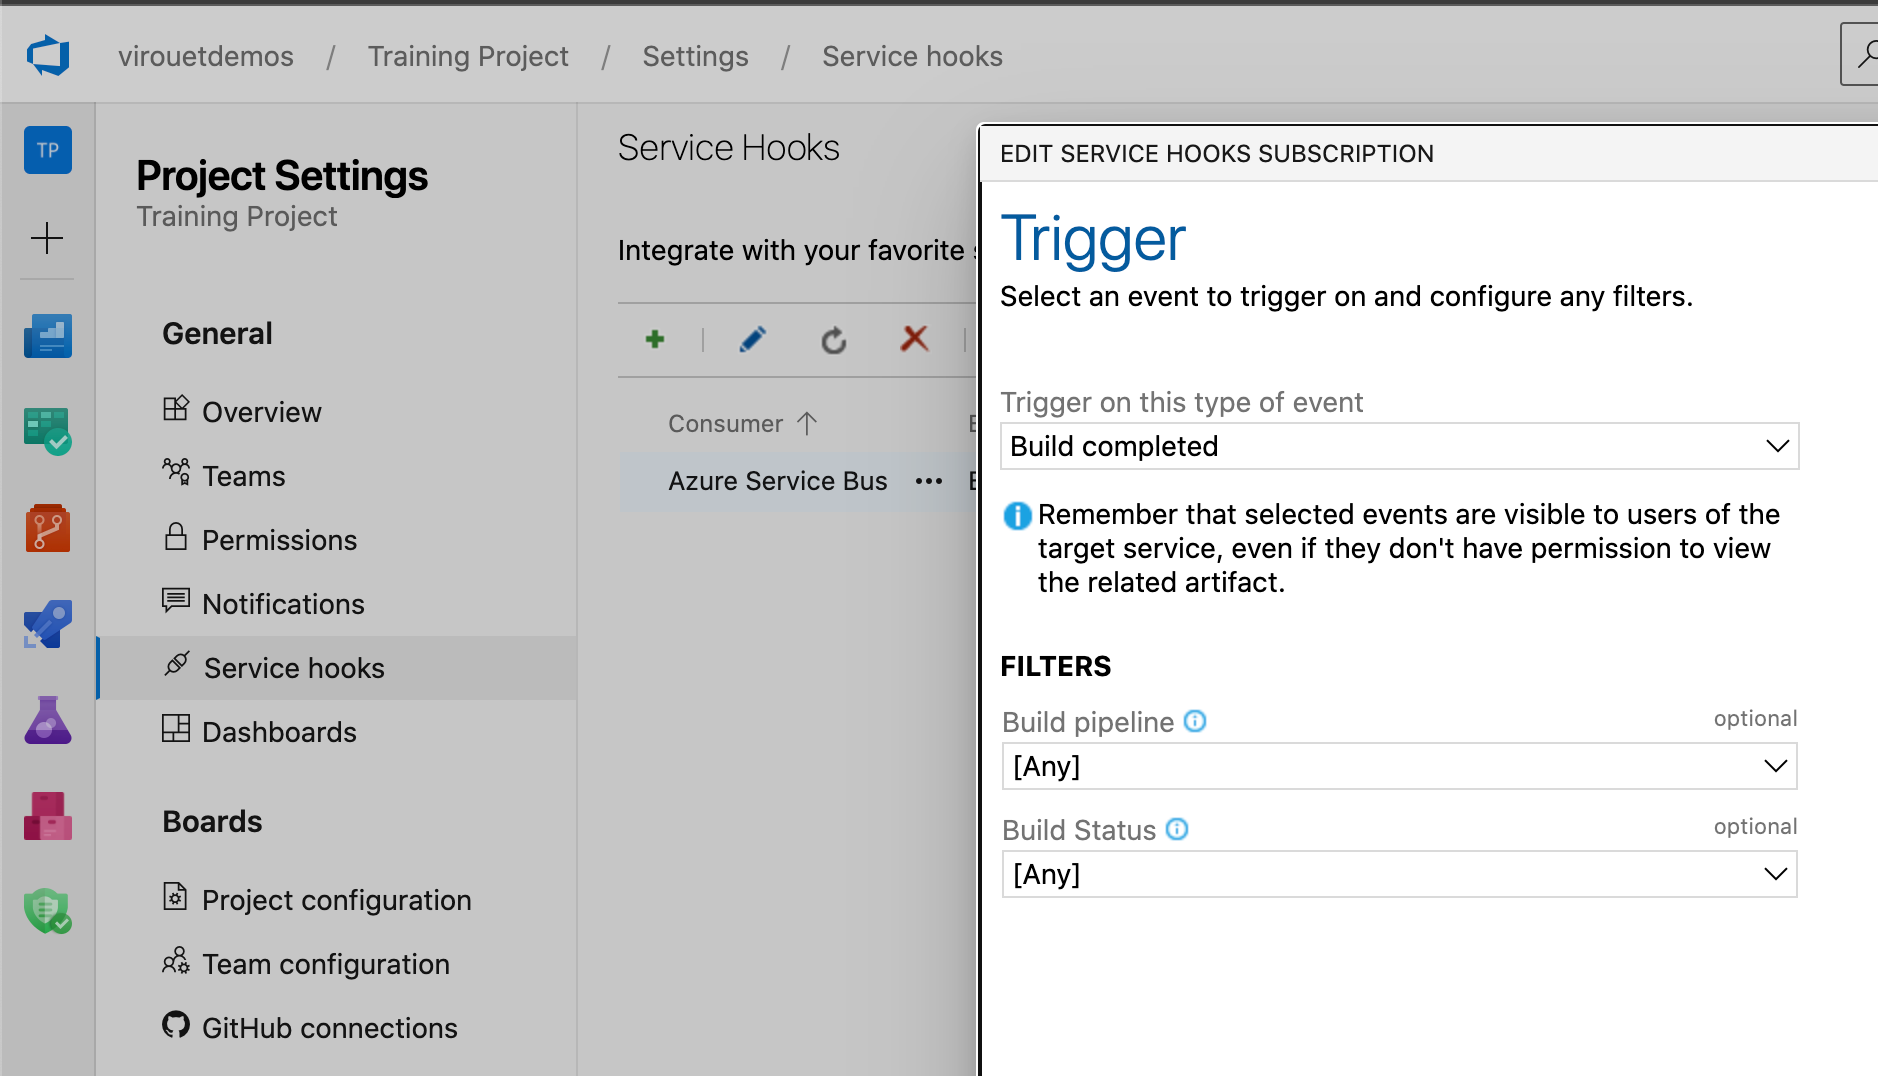 virouetdemos / Training Project / Settings / Service hooks
TP
Project Settings
Training Project
General
Overview
Teams
Permissions
Notifications
Service hooks
Dashboards
Boards
Project configuration
Team configuration
GitHub connections
Service Hooks
Integrate with your favorite
Consumer
Azure Service Bus
EDIT SERVICE HOOKS SUBSCRIPTION
Trigger
Select an event to trigger on and configure any filters.
Trigger on this type of event
Build completed
Remember that selected events are visible to users of the
target service, even if they don't have permission to view
the related artifact.
FILTERS
Build pipeline optional
[Any]
Build Status optional
[Any]